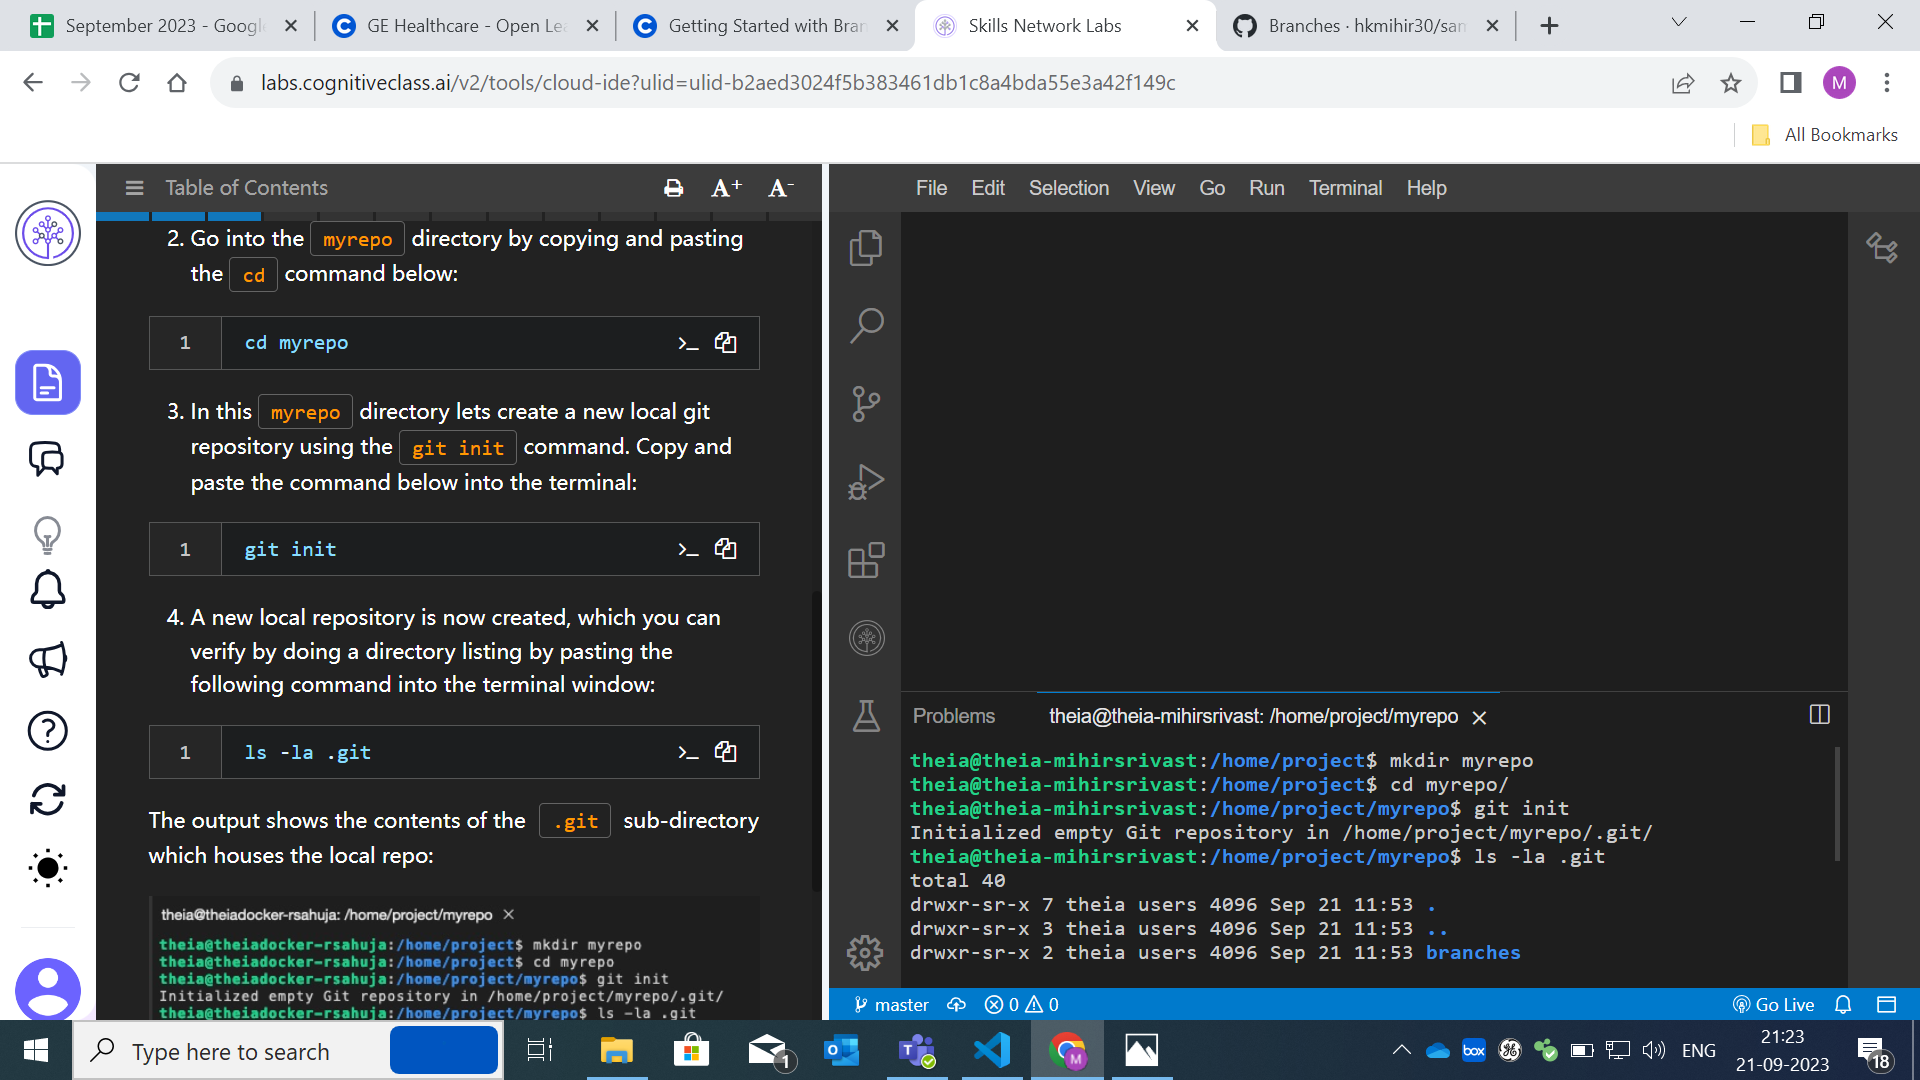 September 2023 - Google
GE Healthcare - Open Lea
Getting Started with Bran
Skills Network Labs
Branches · hkmihir30/sam
labs.cognitiveclass.ai/v2/tools/cloud-ide?ulid=ulid-b2aed3024f5b383461db1c8a4bda55e3a42f149c
M
All Bookmarks
Table of Contents
A+
A-
2. Go into the myrepo directory by copying and pasting
the cd command below:
1 cd myrepo
3. In this myrepo directory lets create a new local git
repository using the git init command. Copy and
paste the command below into the terminal:
1 git init
4. A new local repository is now created, which you can
verify by doing a directory listing by pasting the
following command into the terminal window:
1 ls -la .git
The output shows the contents of the .git sub-directory
which houses the local repo:
theia@theiadocker-rsahuja: /home/project/myrepo
theia@theiadocker-rsahuja:/home/project$ mkdir myrepo
theia@theiadocker-rsahuja:/home/project$ cd myrepo
theia@theiadocker-rsahuja:/home/project/myrepo$ git init
Initialized empty Git repository in /home/project/myrepo/.git/
theia@theiadocker-rsahuja:/home/project/myrepo$ ls -la .git
File Edit Selection View Go Run Terminal Help
Problems theia@theia-mihirsrivast: /home/project/myrepo
theia@theia-mihirsrivast:/home/project$ mkdir myrepo
theia@theia-mihirsrivast:/home/project$ cd myrepo/
theia@theia-mihirsrivast:/home/project/myrepo$ git init
Initialized empty Git repository in /home/project/myrepo/.git/
theia@theia-mihirsrivast:/home/project/myrepo$ ls -la .git
total 40
drwxr-sr-x 7 theia users 4096 Sep 21 11:53 .
drwxr-sr-x 3 theia users 4096 Sep 21 11:53 ..
drwxr-sr-x 2 theia users 4096 Sep 21 11:53 branches
master 0 0 Go Live
Type here to search
1
M
box
ENG
21:23
21-09-2023
18